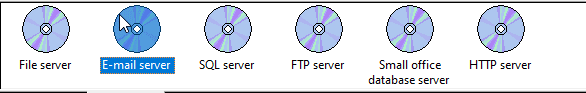 File server
E-mail server
SQL server
FTP server
Small office
database server
HTTP server